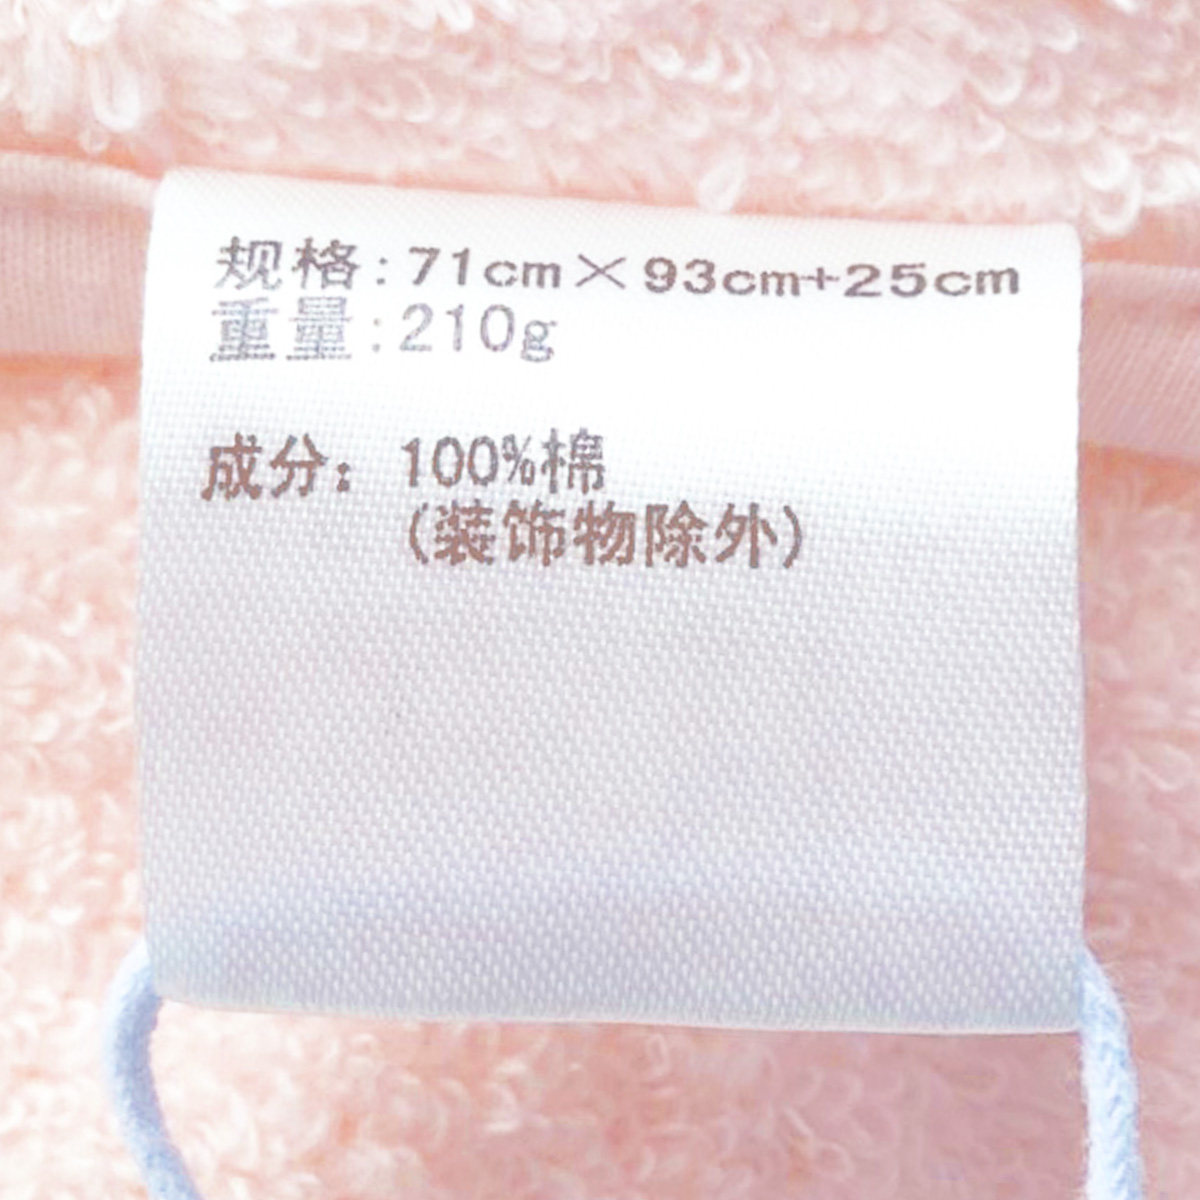 规格:71cm×93cm+25cm
重量:210g
成分: 100%棉
(装饰物除外)